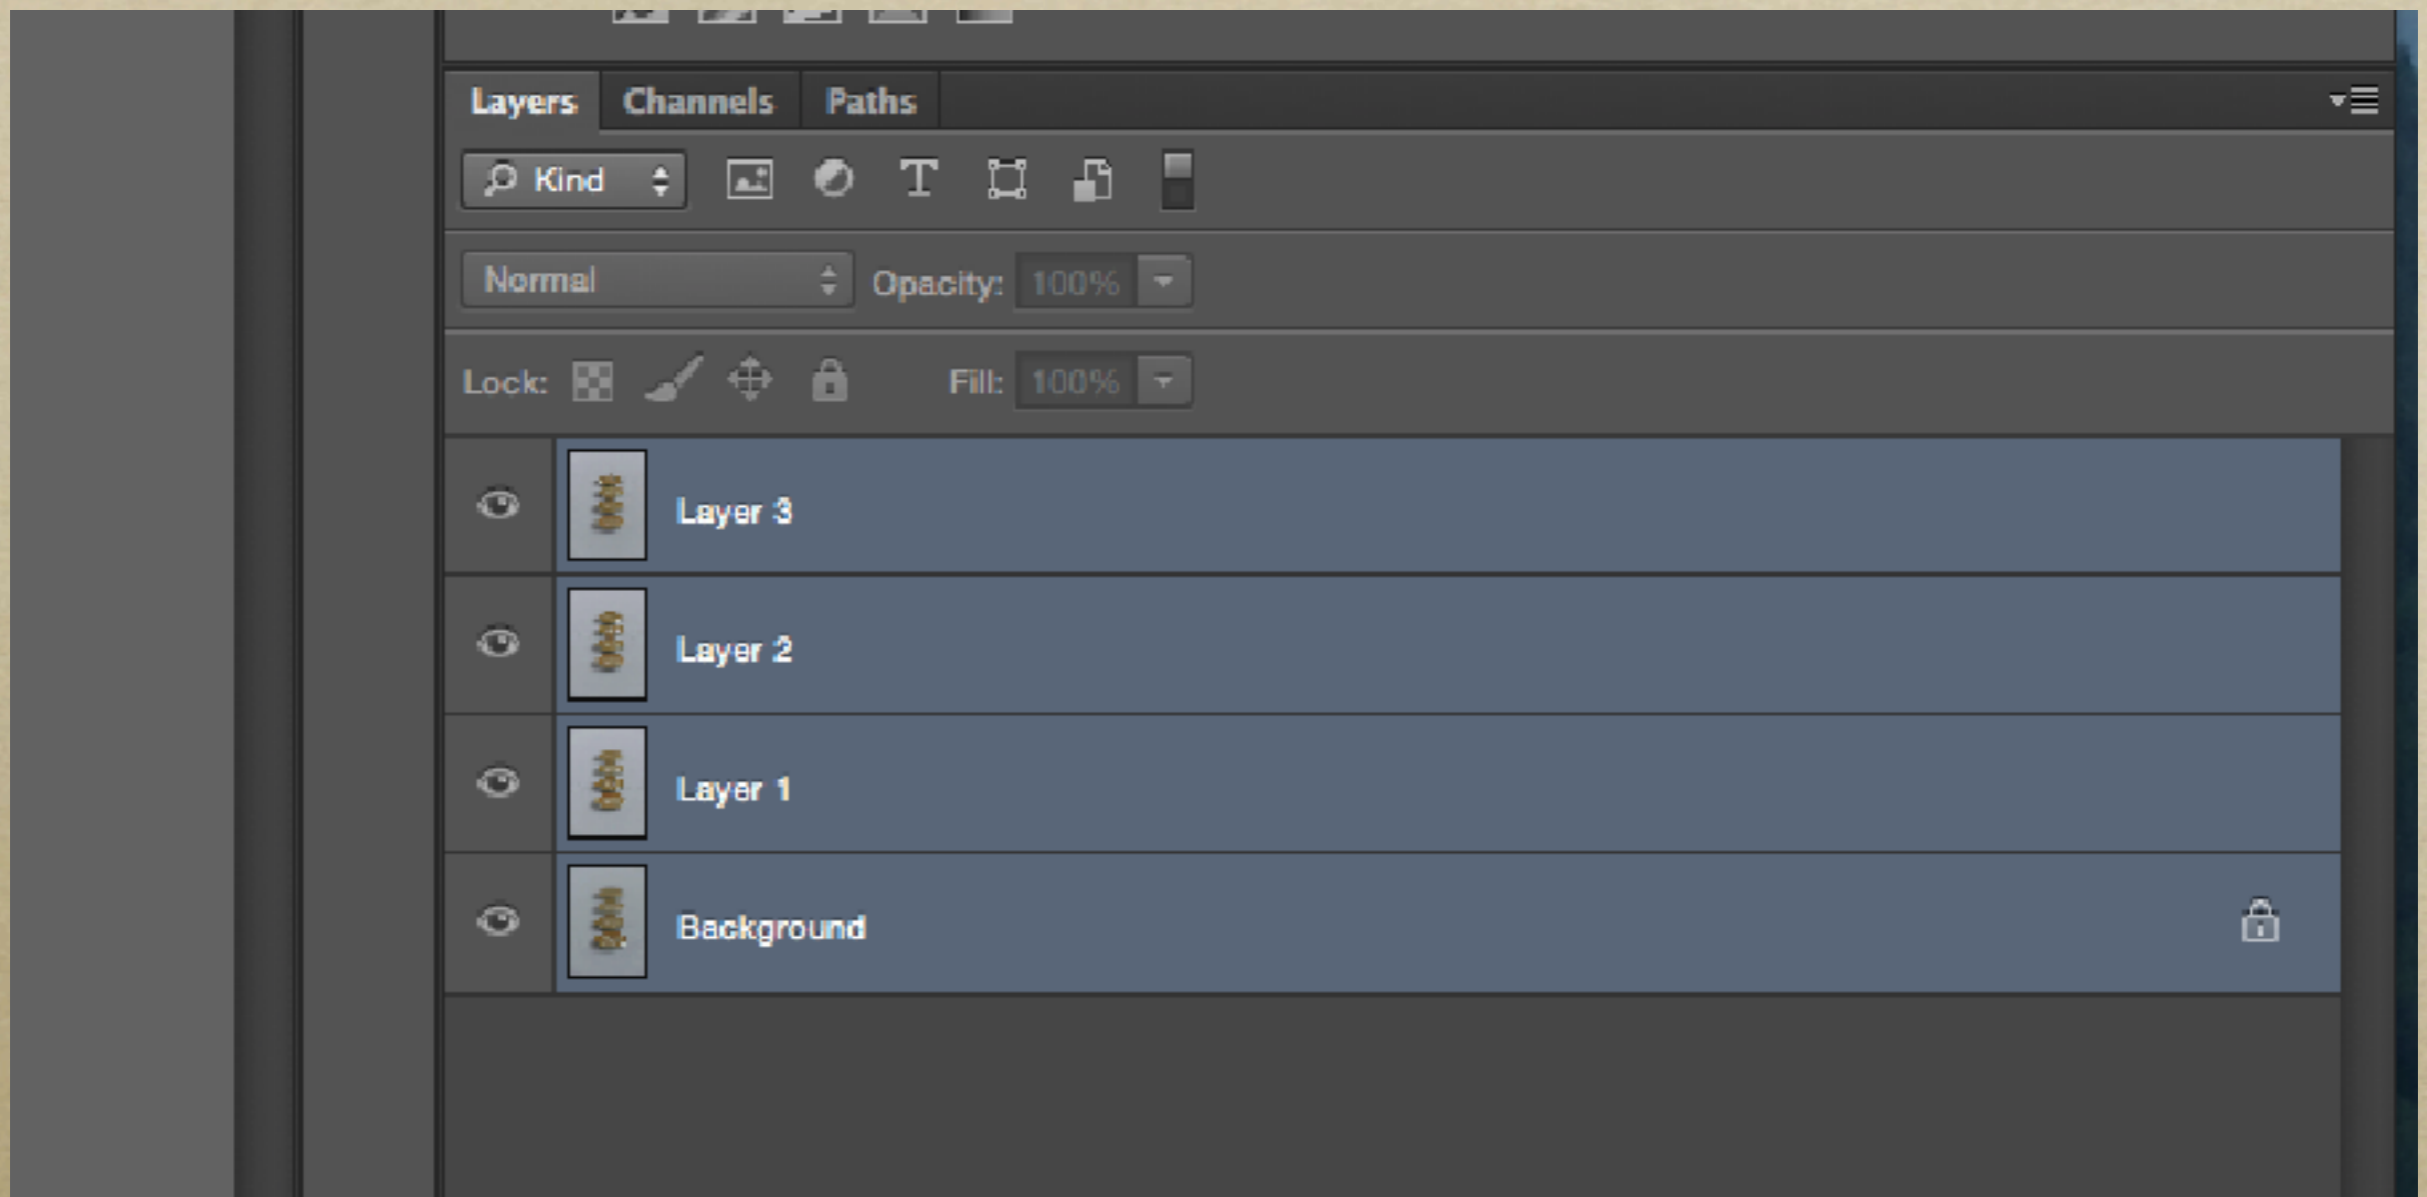 Layers Channels Paths
Kind T
Normal Opacity: 100%
Lock: Fill: 100%
Layer 3
Layer 2
Layer 1
Background